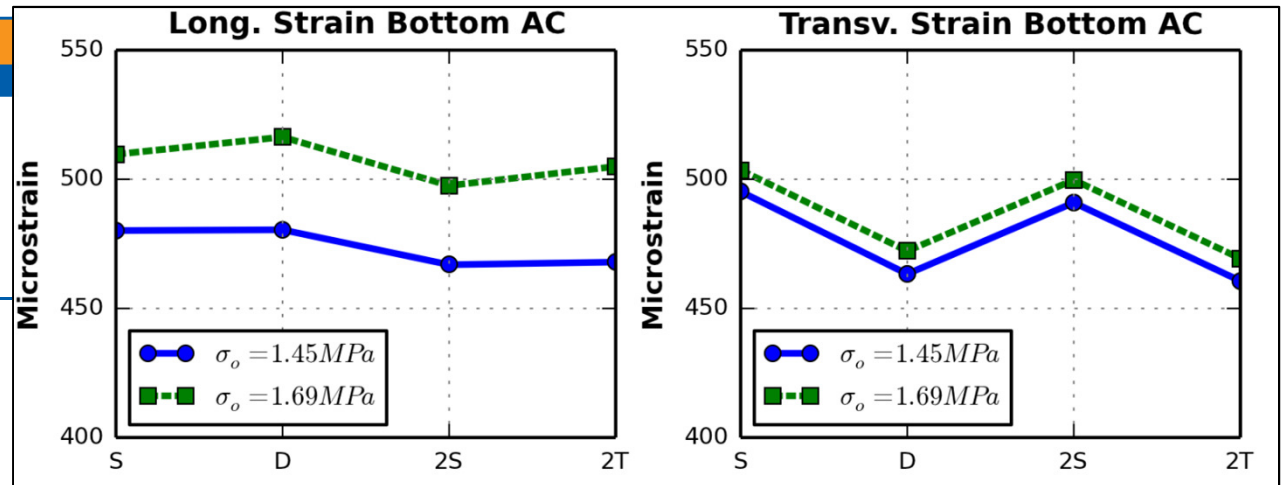 Long. Strain Bottom AC
Microstrain
550
500
450
400
S D 2S 2T
σₒ =1.45MPa
σₒ =1.69MPa
Transv. Strain Bottom AC
Microstrain
550
500
450
400
S D 2S 2T
σₒ =1.45MPa
σₒ =1.69MPa